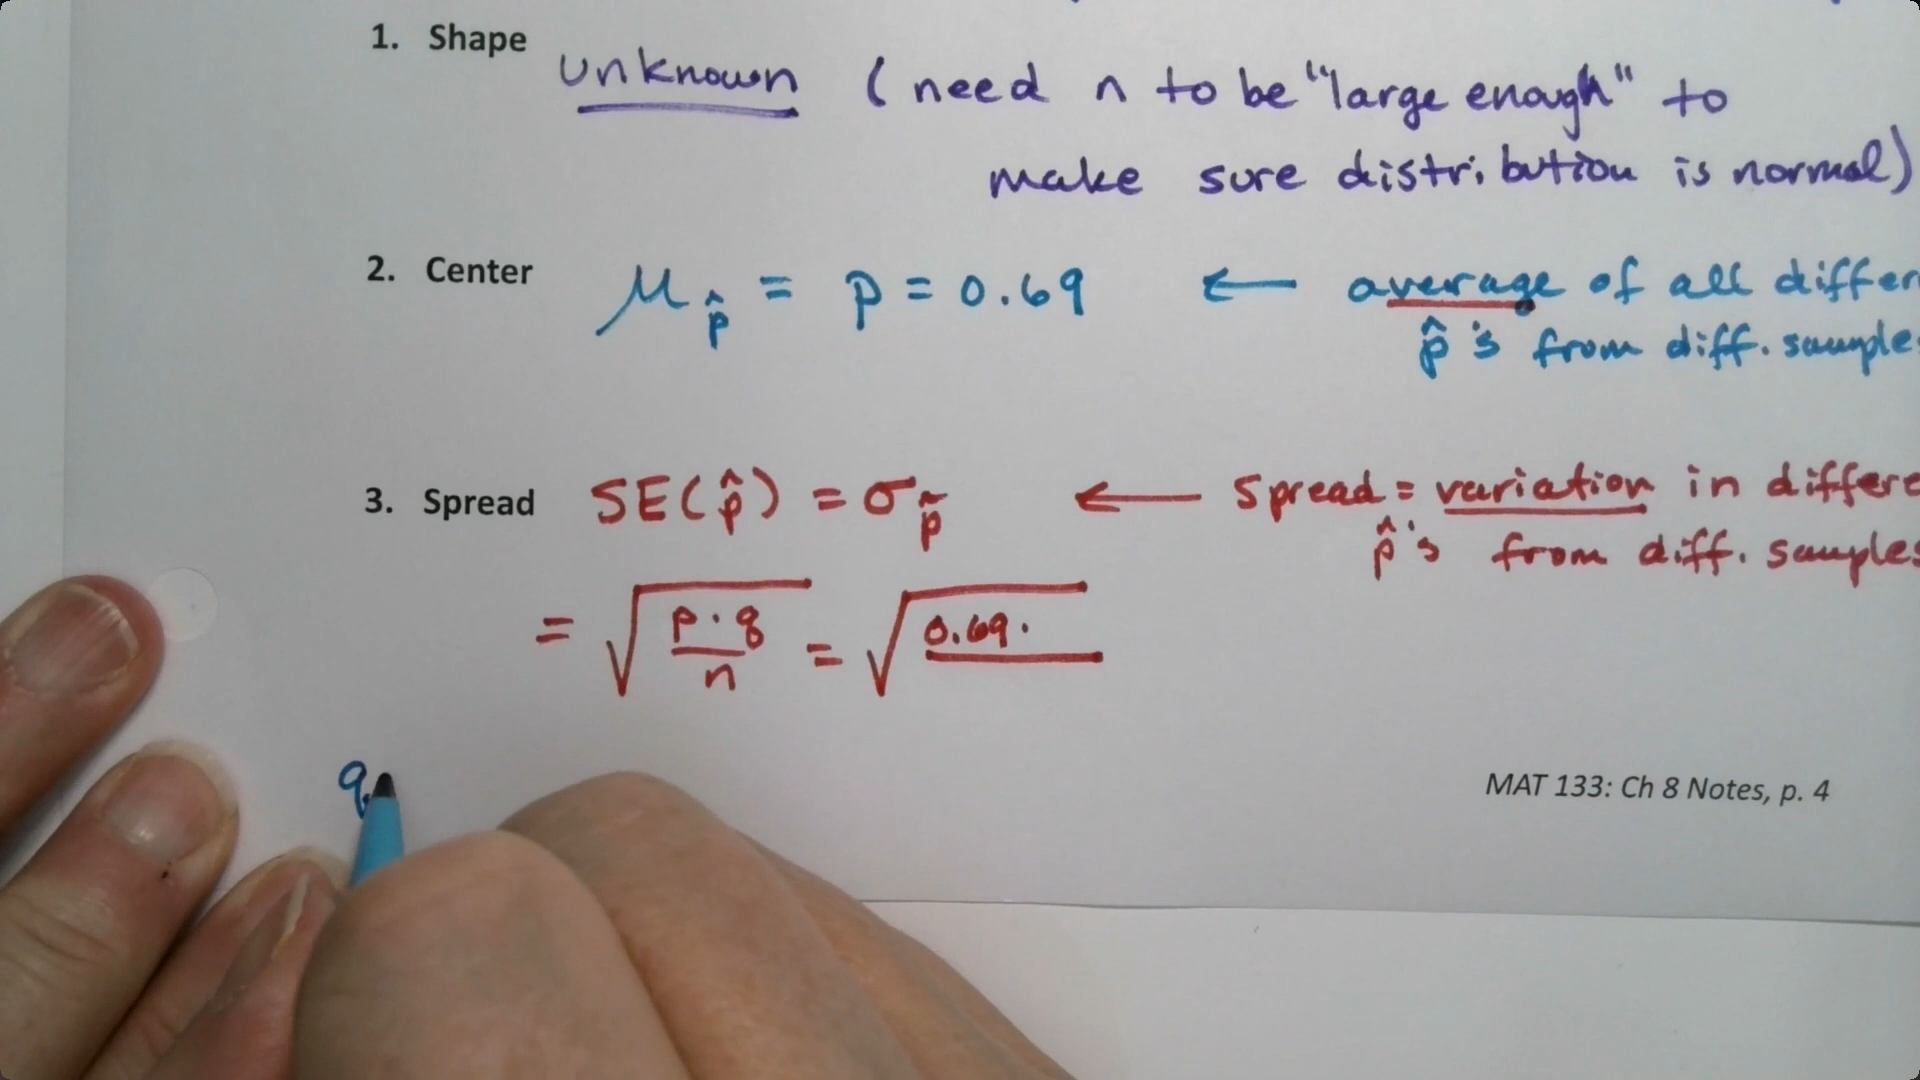 1. Shape unknown (need n to be "large enough" to
make sure distribution is normal)
2. Center μ_p̂ = p = 0.69 ← average of all differ
p̂'s from diff. sample
3. Spread SE(p̂) = σ_p̂ ← spread = variation in differe
p̂'s from diff. samples
= √(p·q/n) = √(0.69·
q
MAT 133: Ch 8 Notes, p. 4